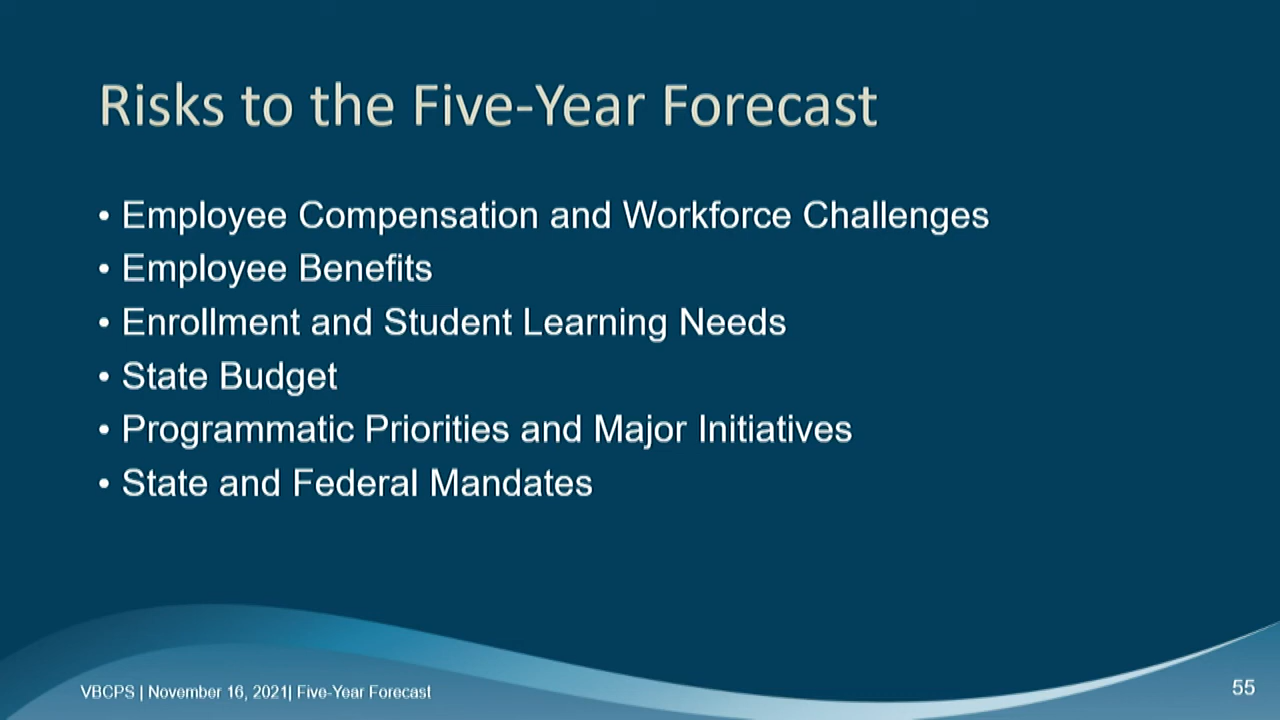 Risks to the Five-Year Forecast
• Employee Compensation and Workforce Challenges
• Employee Benefits
• Enrollment and Student Learning Needs
• State Budget
• Programmatic Priorities and Major Initiatives
• State and Federal Mandates
VBCPS | November 16, 2021| Five-Year Forecast
55